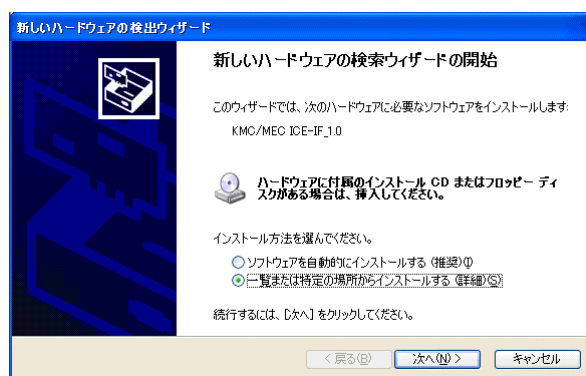 新しいハードウェアの検出ウィザード
新しいハードウェアの検索ウィザードの開始
このウィザードでは、次のハードウェアに必要なソフトウェアをインストールします:
KMC/MEC ICE-IF_1.0
ハードウェアに付属のインストール CD またはフロッピー ディ
スクがある場合は、挿入してください。
インストール方法を選んでください。
ソフトウェアを自動的にインストールする (推奨)(I)
一覧または特定の場所からインストールする (詳細)(S)
続行するには、[次へ] をクリックしてください。
< 戻る(B) 次へ(N) > キャンセル